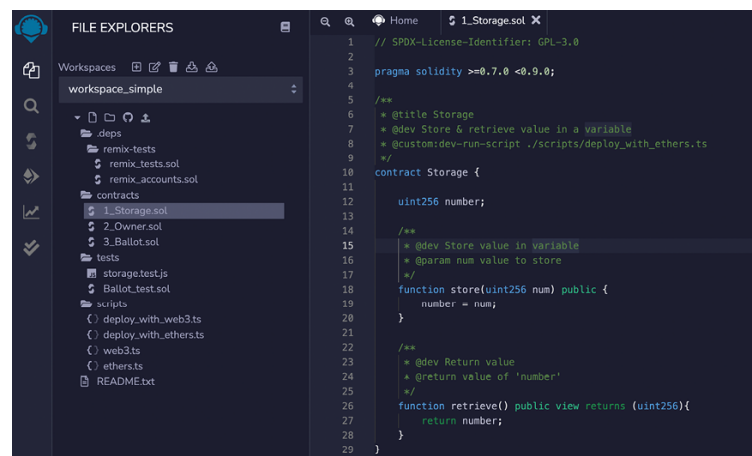 FILE EXPLORERS
Workspaces
workspace_simple
.deps
remix-tests
remix_tests.sol
remix_accounts.sol
contracts
1_Storage.sol
2_Owner.sol
3_Ballot.sol
tests
storage.test.js
Ballot_test.sol
scripts
deploy_with_web3.ts
deploy_with_ethers.ts
web3.ts
ethers.ts
README.txt
Home
1_Storage.sol
1 // SPDX-License-Identifier: GPL-3.0
2
3 pragma solidity >=0.7.0 <0.9.0;
4
5 /**
6 * @title Storage
7 * @dev Store & retrieve value in a variable
8 * @custom:dev-run-script ./scripts/deploy_with_ethers.ts
9 */
10 contract Storage {
11
12 uint256 number;
13
14 /**
15 * @dev Store value in variable
16 * @param num value to store
17 */
18 function store(uint256 num) public {
19 number = num;
20 }
21
22 /**
23 * @dev Return value
24 * @return value of 'number'
25 */
26 function retrieve() public view returns (uint256){
27 return number;
28 }
29 }